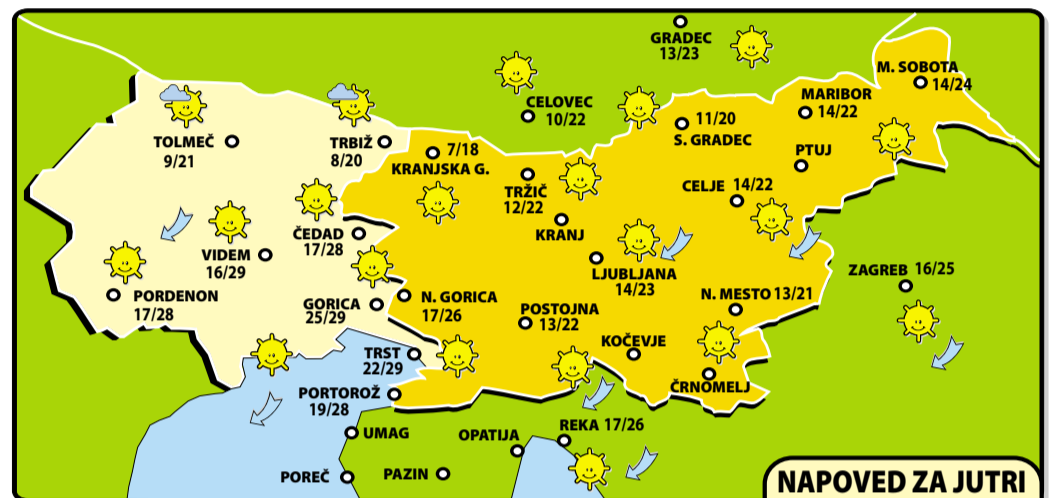 GRADEC
13/23
M. SOBOTA
14/24
CELOVEC
10/22
MARIBOR
14/22
11/20
S. GRADEC
TOLMEČ
9/21
TRBIŽ
8/20
7/18
KRANJSKA G.
PTUJ
TRŽIČ
12/22
CELJE 14/22
KRANJ
ČEDAD
17/28
VIDEM
16/29
LJUBLJANA
14/23
ZAGREB 16/25
PORDENON
17/28
GORICA
25/29
N. GORICA
17/26
POSTOJNA
13/22
N. MESTO 13/21
KOČEVJE
TRST
22/29
ČRNOMELJ
PORTOROŽ
19/28
UMAG
OPATIJA
REKA 17/26
POREČ
PAZIN
NAPOVED ZA JUTRI